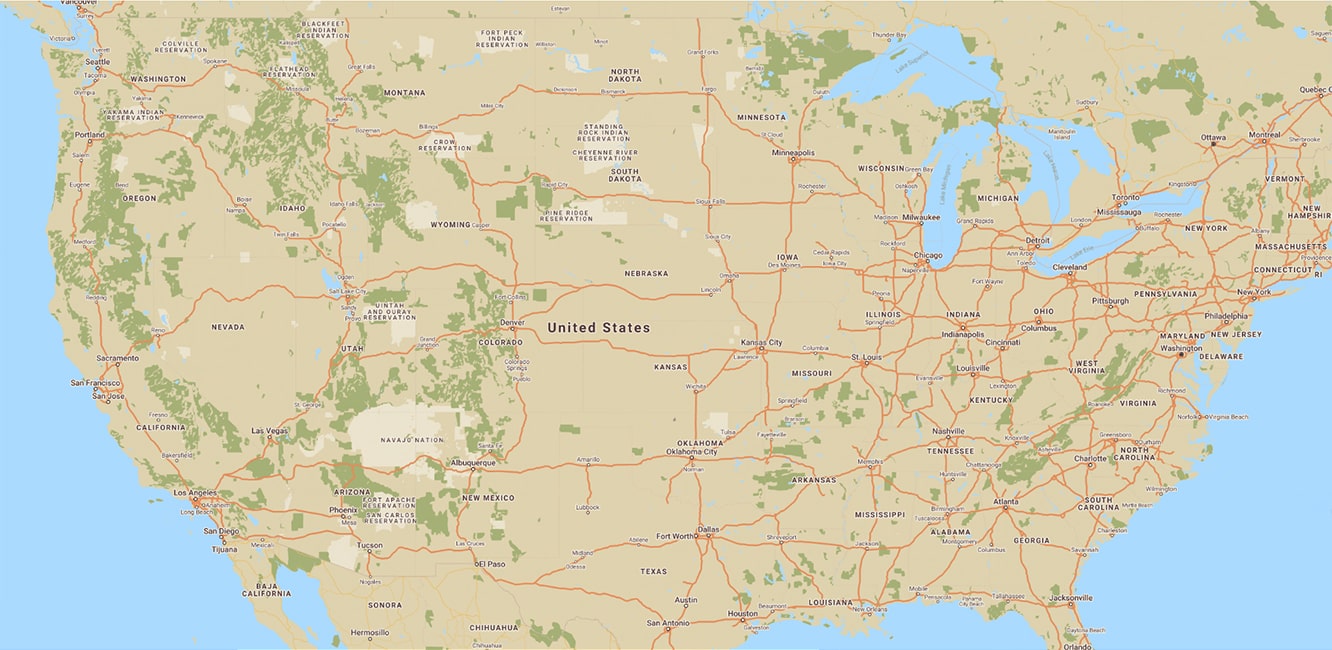 Vancouver
Surrey
Victoria
Everett
Seattle
Tacoma
Olympia
WASHINGTON
COLVILLE
RESERVATION
Spokane
BLACKFEET
INDIAN
RESERVATION
Kalispell
FLATHEAD
RESERVATION
Missoula
Great Falls
Helena
MONTANA
Butte
Bozeman
Billings
Miles City
FORT PECK
INDIAN
RESERVATION
Estevan
Williston
Minot
NORTH
DAKOTA
Dickinson
Bismarck
Grand Forks
Fargo
Bemidji
Duluth
Thunder Bay
Lake Superior
Yakima
YAKAMA INDIAN
RESERVATION
Kennewick
Portland
Salem
Eugene
Bend
OREGON
Medford
IDAHO
Boise
Nampa
Idaho Falls
Jackson
Pocatello
Twin Falls
CROW
RESERVATION
WYOMING
Casper
STANDING
ROCK INDIAN
RESERVATION
CHEYENNE RIVER
RESERVATION
SOUTH
DAKOTA
Rapid City
PINE RIDGE
RESERVATION
Sioux Falls
MINNESOTA
St Cloud
Minneapolis
Rochester
WISCONSIN
Green Bay
Oshkosh
Madison
Milwaukee
Lake Michigan
MICHIGAN
Grand Rapids
Detroit
Ann Arbor
Lake Huron
Manitoulin
Island
Sudbury
Saguenay
Quebec C
Ottawa
Montreal
Sherbrooke
Kingston
Toronto
Mississauga
London
Rochester
Buffalo
Lake Erie
VERMONT
NEW
HAMPSHIR
NEW YORK
Albany
MASSACHUSETTS
Providence
CONNECTICUT
RI
New York
Redding
Reno
NEVADA
Sacramento
San Francisco
San Jose
Fresno
CALIFORNIA
Bakersfield
Las Vegas
St. George
Los Angeles
Anaheim
Long Beach
San Diego
Tijuana
Mexicali
Ogden
Salt Lake City
Sandy
Provo
UINTAH
AND OURAY
RESERVATION
UTAH
Grand
Junction
Fort Collins
Denver
COLORADO
Colorado
Springs
Pueblo
NEBRASKA
Sioux City
Omaha
Lincoln
IOWA
Des Moines
Cedar Rapids
Iowa City
Rockford
Chicago
Naperville
Peoria
ILLINOIS
Springfield
Fort Wayne
INDIANA
Indianapolis
Toledo
Cleveland
OHIO
Columbus
Cincinnati
Pittsburgh
PENNSYLVANIA
Philadelphia
NEW JERSEY
MARYLAND
Washington
DELAWARE
WEST
VIRGINIA
Richmond
VIRGINIA
Roanoke
Norfolk
Virginia Beach
United States
KANSAS
Wichita
Kansas City
Lawrence
Columbia
St. Louis
MISSOURI
Springfield
Branson
Evansville
Louisville
Lexington
KENTUCKY
NAVAJO NATION
Santa Fe
Albuquerque
NEW MEXICO
ARIZONA
Phoenix
Mesa
FORT APACHE
RESERVATION
SAN CARLOS
RESERVATION
Tucson
Nogales
Las Cruces
El Paso
Amarillo
Lubbock
Midland
Odessa
Abilene
OKLAHOMA
Oklahoma City
Norman
Tulsa
Fayetteville
ARKANSAS
Memphis
Nashville
TENNESSEE
Knoxville
Chattanooga
Huntsville
Asheville
Greensboro
Durham
NORTH
CAROLINA
Charlotte
Wilmington
SOUTH
CAROLINA
Myrtle Beach
Charleston
Savannah
Atlanta
GEORGIA
Columbus
Birmingham
Tuscaloosa
ALABAMA
Montgomery
MISSISSIPPI
Jackson
Shreveport
Fort Worth
Dallas
TEXAS
Austin
San Antonio
Houston
Galveston
Beaumont
LOUISIANA
New Orleans
Mobile
Pensacola
Panama
City Beach
Tallahassee
Jacksonville
Daytona Beach
Orlando
BAJA
CALIFORNIA
SONORA
Hermosillo
CHIHUAHUA
Chihuahua